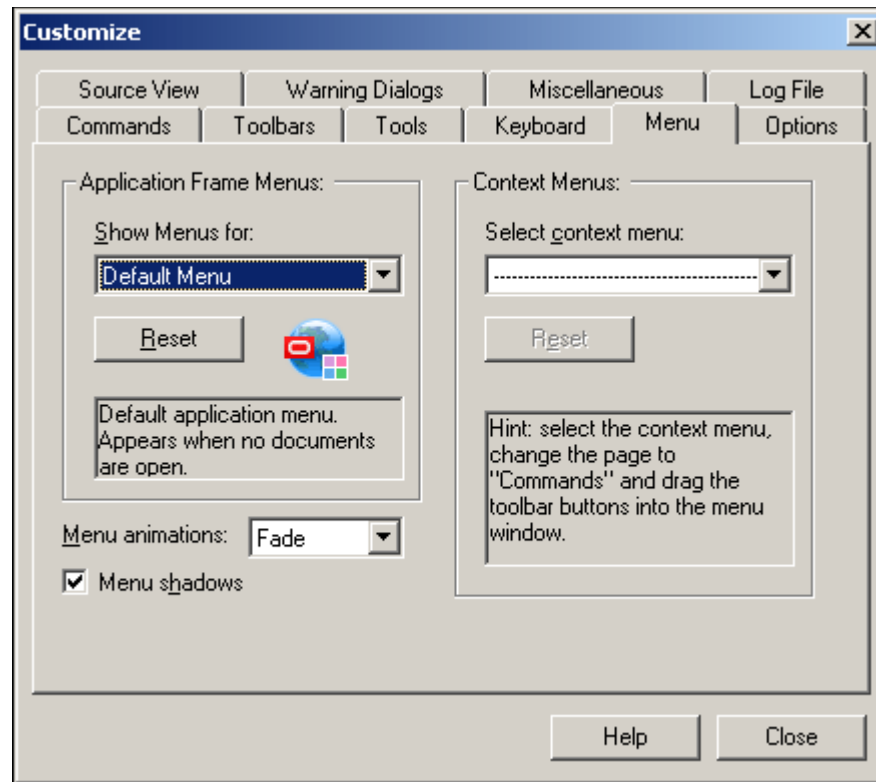 Customize
Source View
Warning Dialogs
Miscellaneous
Log File
Commands
Toolbars
Tools
Keyboard
Menu
Options
Application Frame Menus:
Show Menus for:
Default Menu
Reset
Default application menu.
Appears when no documents
are open.
Menu animations:
Fade
Menu shadows
Context Menus:
Select context menu:
--------------------------------------------
Reset
Hint: select the context menu,
change the page to
"Commands" and drag the
toolbar buttons into the menu
window.
Help
Close